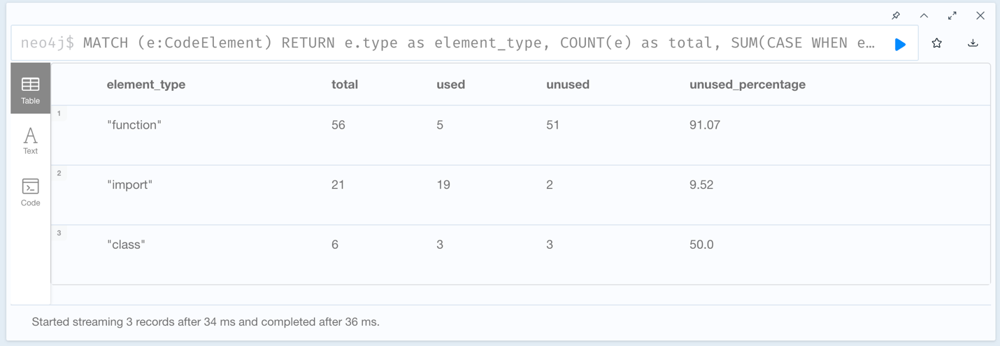 neo4j$ MATCH (e:CodeElement) RETURN e.type as element_type, COUNT(e) as total, SUM(CASE WHEN e…
Table
Text
Code
element_type total used unused unused_percentage
1 "function" 56 5 51 91.07
2 "import" 21 19 2 9.52
3 "class" 6 3 3 50.0
Started streaming 3 records after 34 ms and completed after 36 ms.